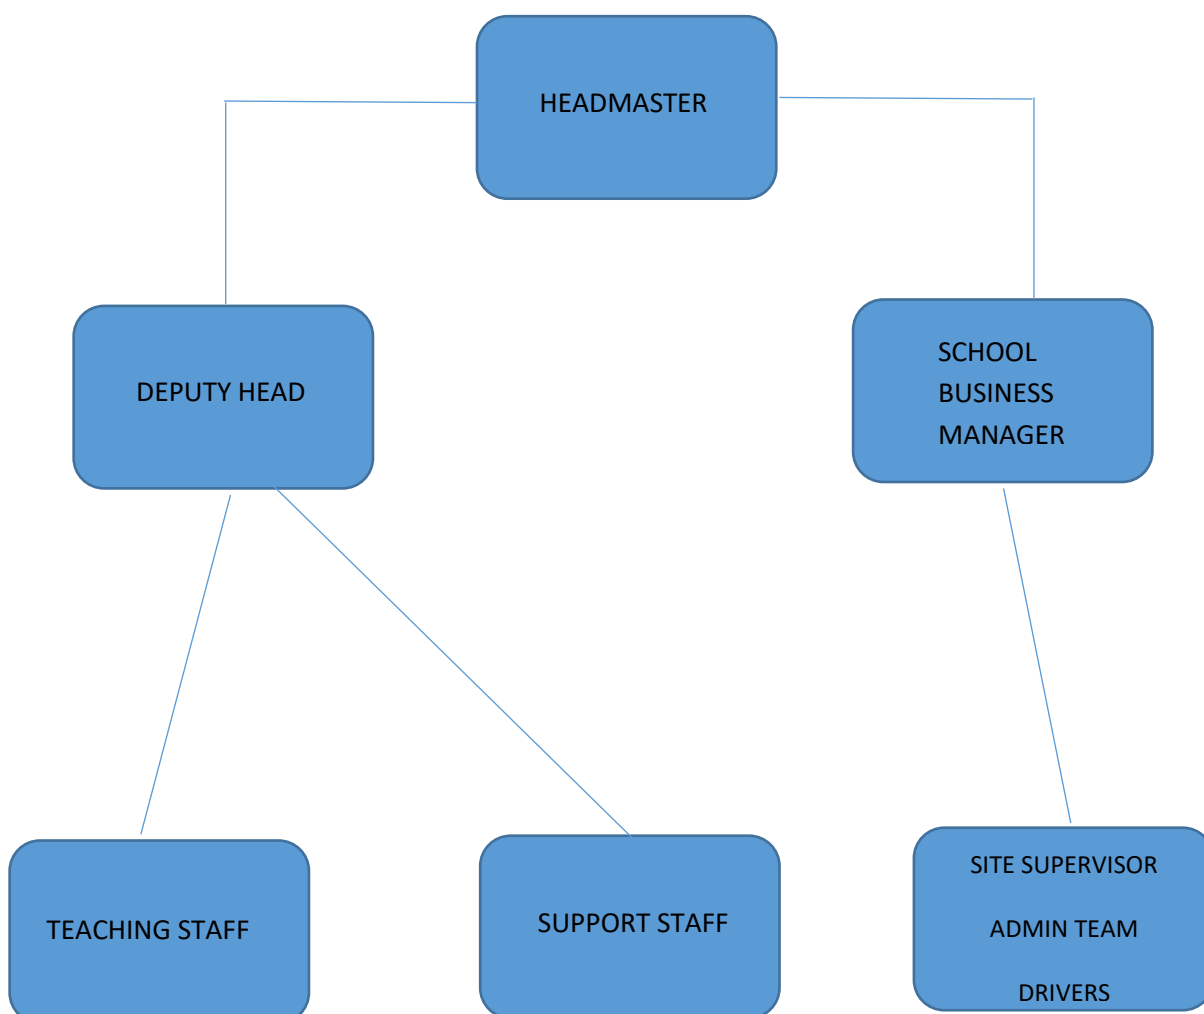 HEADMASTER
DEPUTY HEAD
SCHOOL
BUSINESS
MANAGER
TEACHING STAFF
SUPPORT STAFF
SITE SUPERVISOR
ADMIN TEAM
DRIVERS